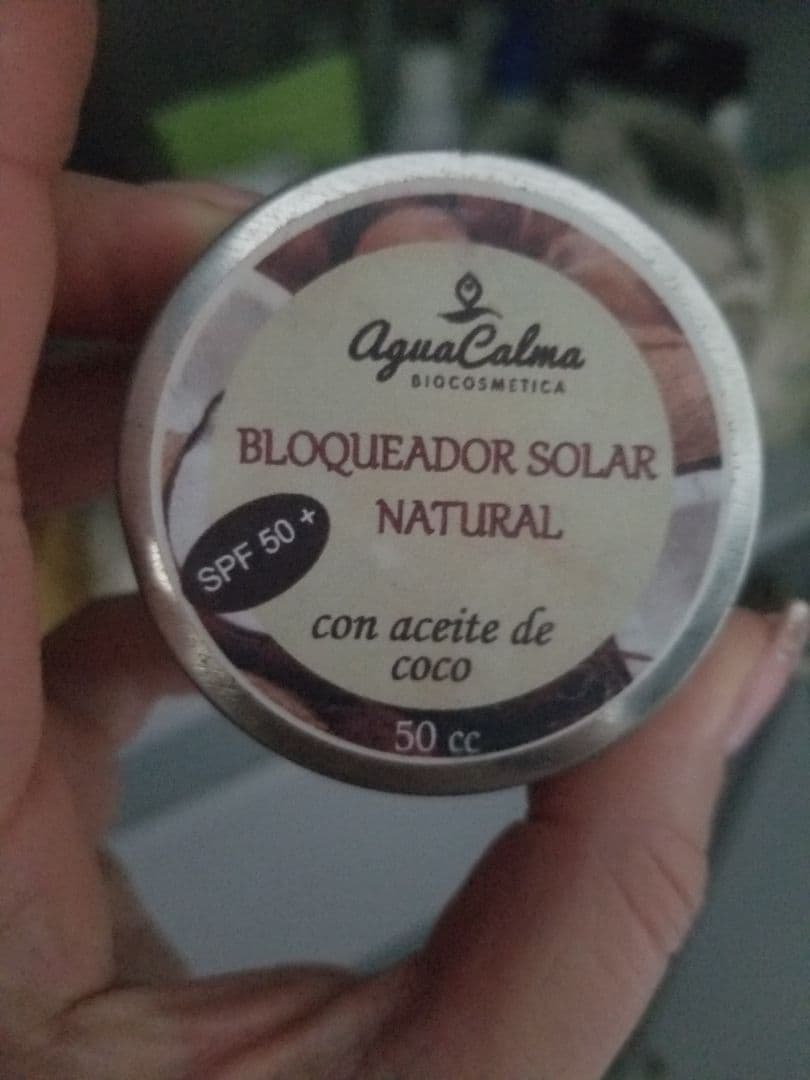 AguaCalma
BIOCOSMETICA
BLOQUEADOR SOLAR
NATURAL
SPF 50 +
con aceite de
coco
50 cc